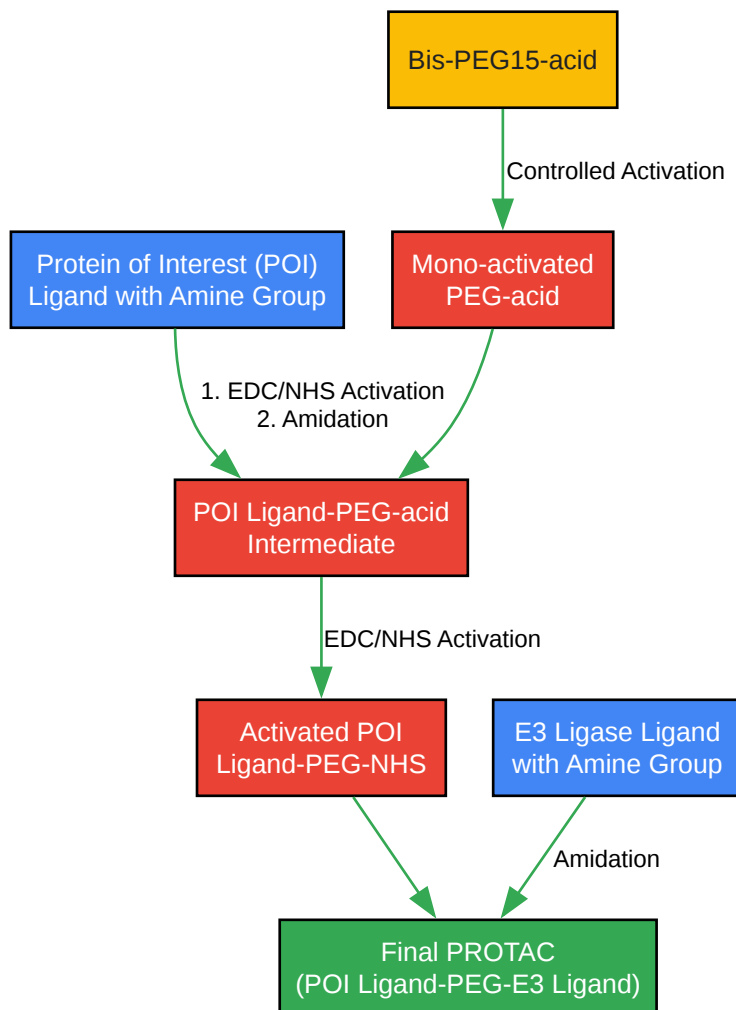 Bis-PEG15-acid
Controlled Activation
Protein of Interest (POI)
Ligand with Amine Group
Mono-activated
PEG-acid
1. EDC/NHS Activation
2. Amidation
POI Ligand-PEG-acid
Intermediate
EDC/NHS Activation
Activated POI
Ligand-PEG-NHS
E3 Ligase Ligand
with Amine Group
Amidation
Final PROTAC
(POI Ligand-PEG-E3 Ligand)